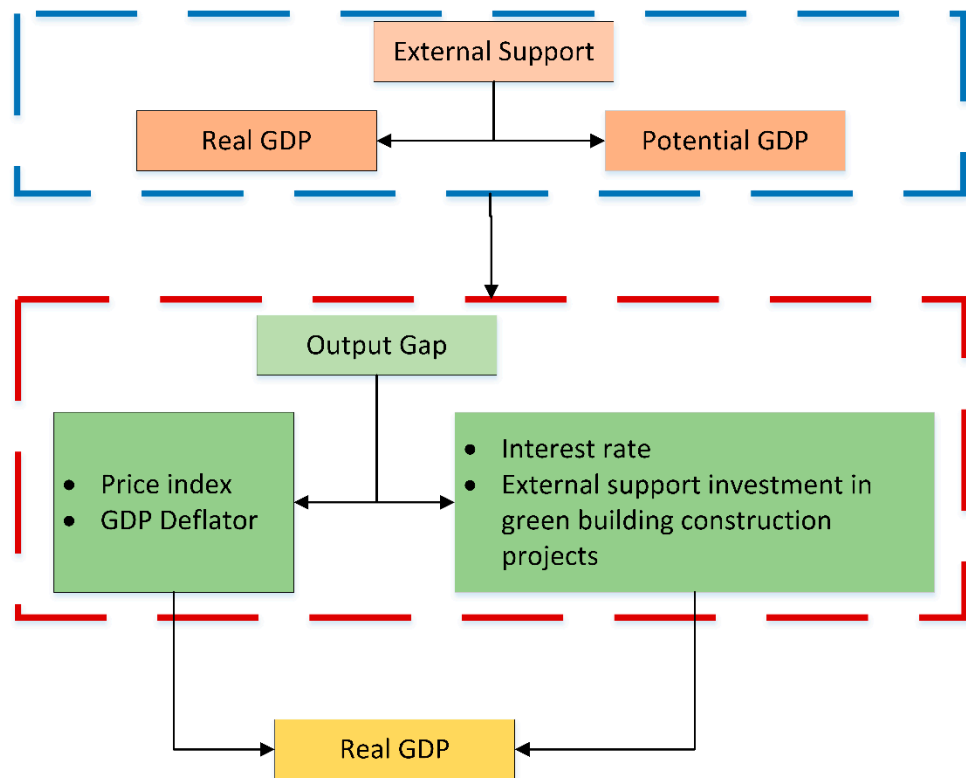 External Support
Real GDP
Potential GDP
Output Gap
• Price index
• GDP Deflator
• Interest rate
• External support investment in
green building construction
projects
Real GDP